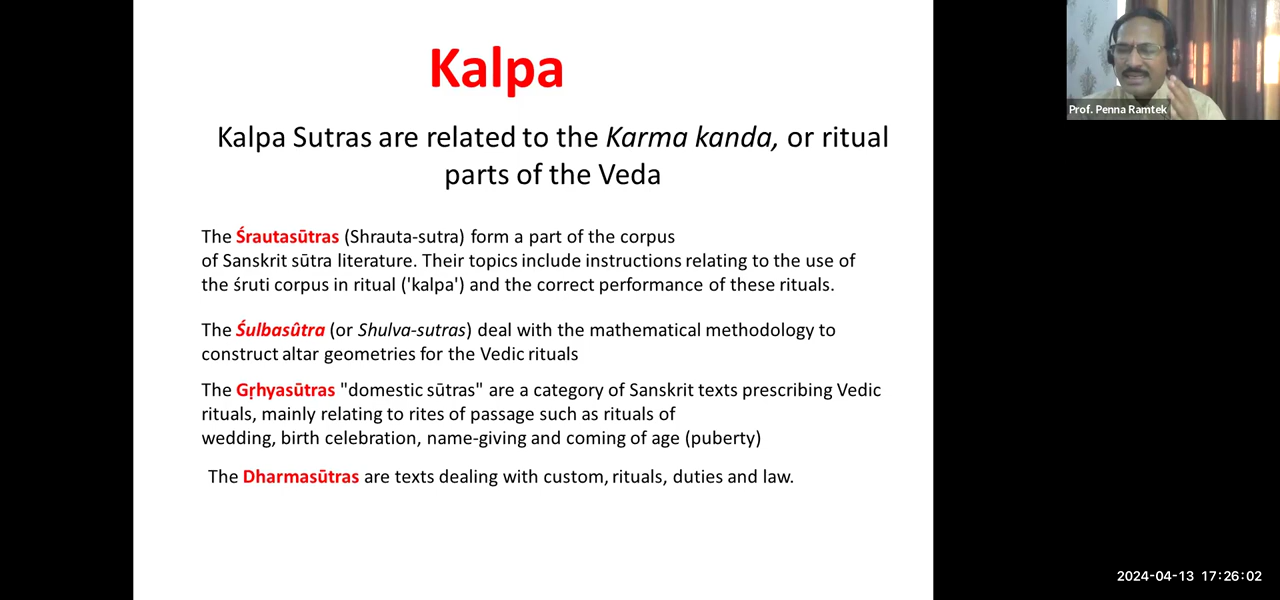 Kalpa
Kalpa Sutras are related to the Karma kanda, or ritual
parts of the Veda
The Śrautasūtras (Shrauta-sutra) form a part of the corpus
of Sanskrit sūtra literature. Their topics include instructions relating to the use of
the śruti corpus in ritual ('kalpa') and the correct performance of these rituals.
The Śulbasûtra (or Shulva-sutras) deal with the mathematical methodology to
construct altar geometries for the Vedic rituals
The Gṛhyasūtras "domestic sūtras" are a category of Sanskrit texts prescribing Vedic
rituals, mainly relating to rites of passage such as rituals of
wedding, birth celebration, name-giving and coming of age (puberty)
The Dharmasūtras are texts dealing with custom, rituals, duties and law.
Prof. Penna Ramtek
2024-04-13 17:26:02